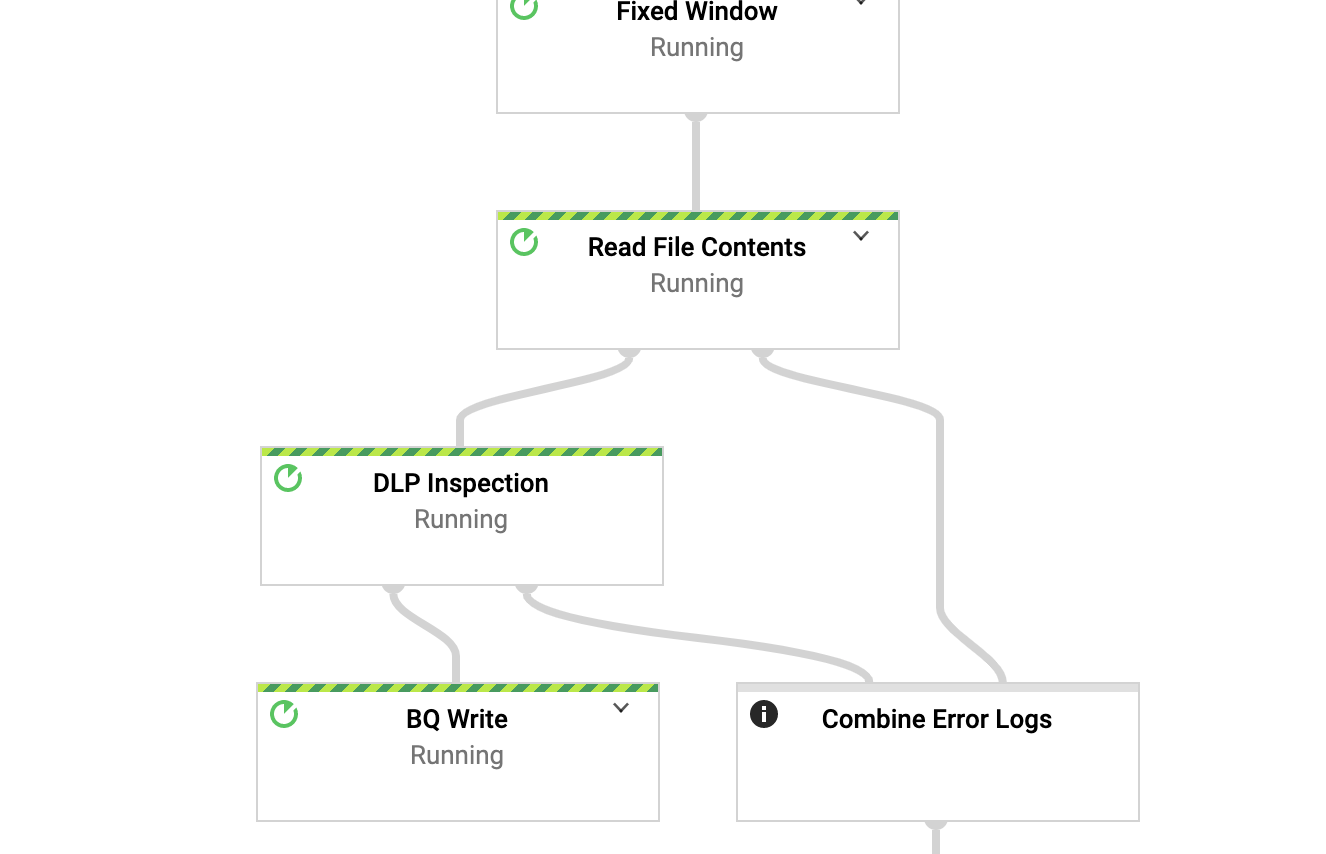 Fixed Window
Running
Read File Contents
Running
DLP Inspection
Running
BQ Write
Running
Combine Error Logs